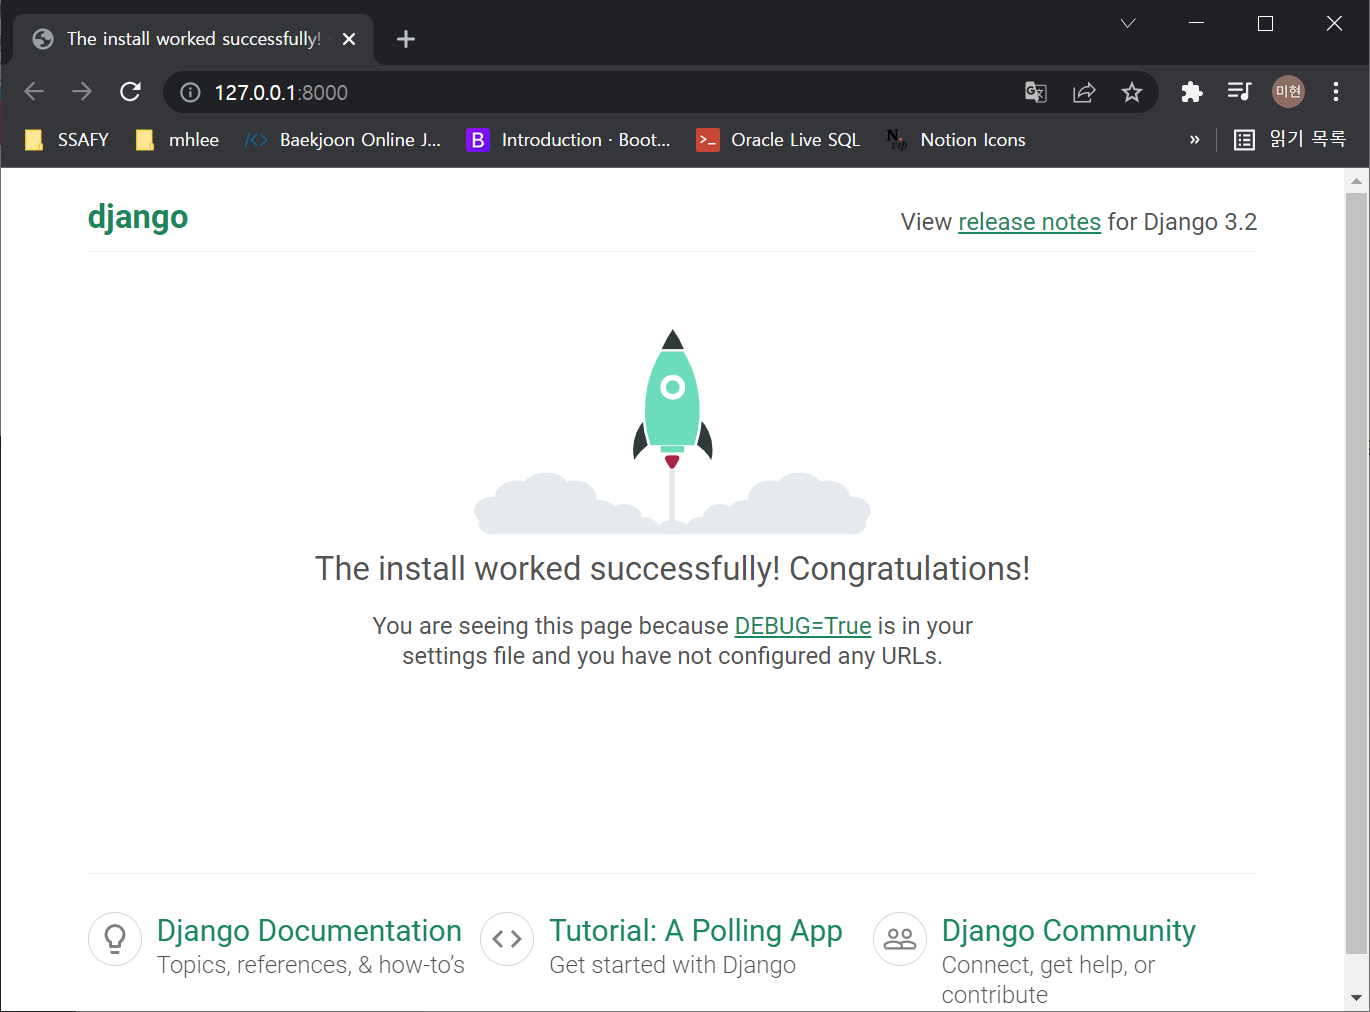 The install worked successfully!
127.0.0.1:8000
미현
SSAFY mhlee Baekjoon Online J... B Introduction · Boot... Oracle Live SQL N vip Notion Icons » 읽기 목록
django
View release notes for Django 3.2
The install worked successfully! Congratulations!
You are seeing this page because DEBUG=True is in your
settings file and you have not configured any URLs.
Django Documentation
Topics, references, & how-to’s
Tutorial: A Polling App
Get started with Django
Django Community
Connect, get help, or
contribute